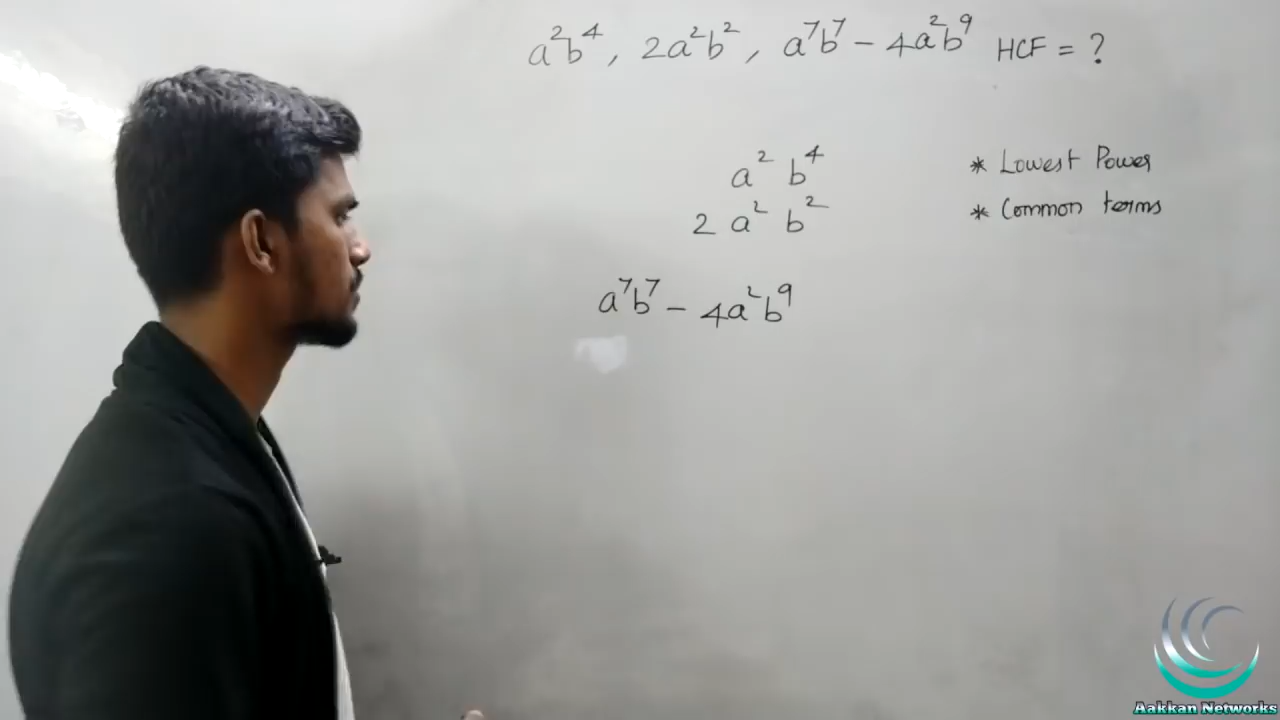 a²b⁴, 2a²b², a⁷b⁷ - 4a²b⁹ HCF = ?
a² b⁴
* Lowest Power
2 a² b²
* Common terms
a⁷b⁷ - 4a²b⁹
Aakkan Networks